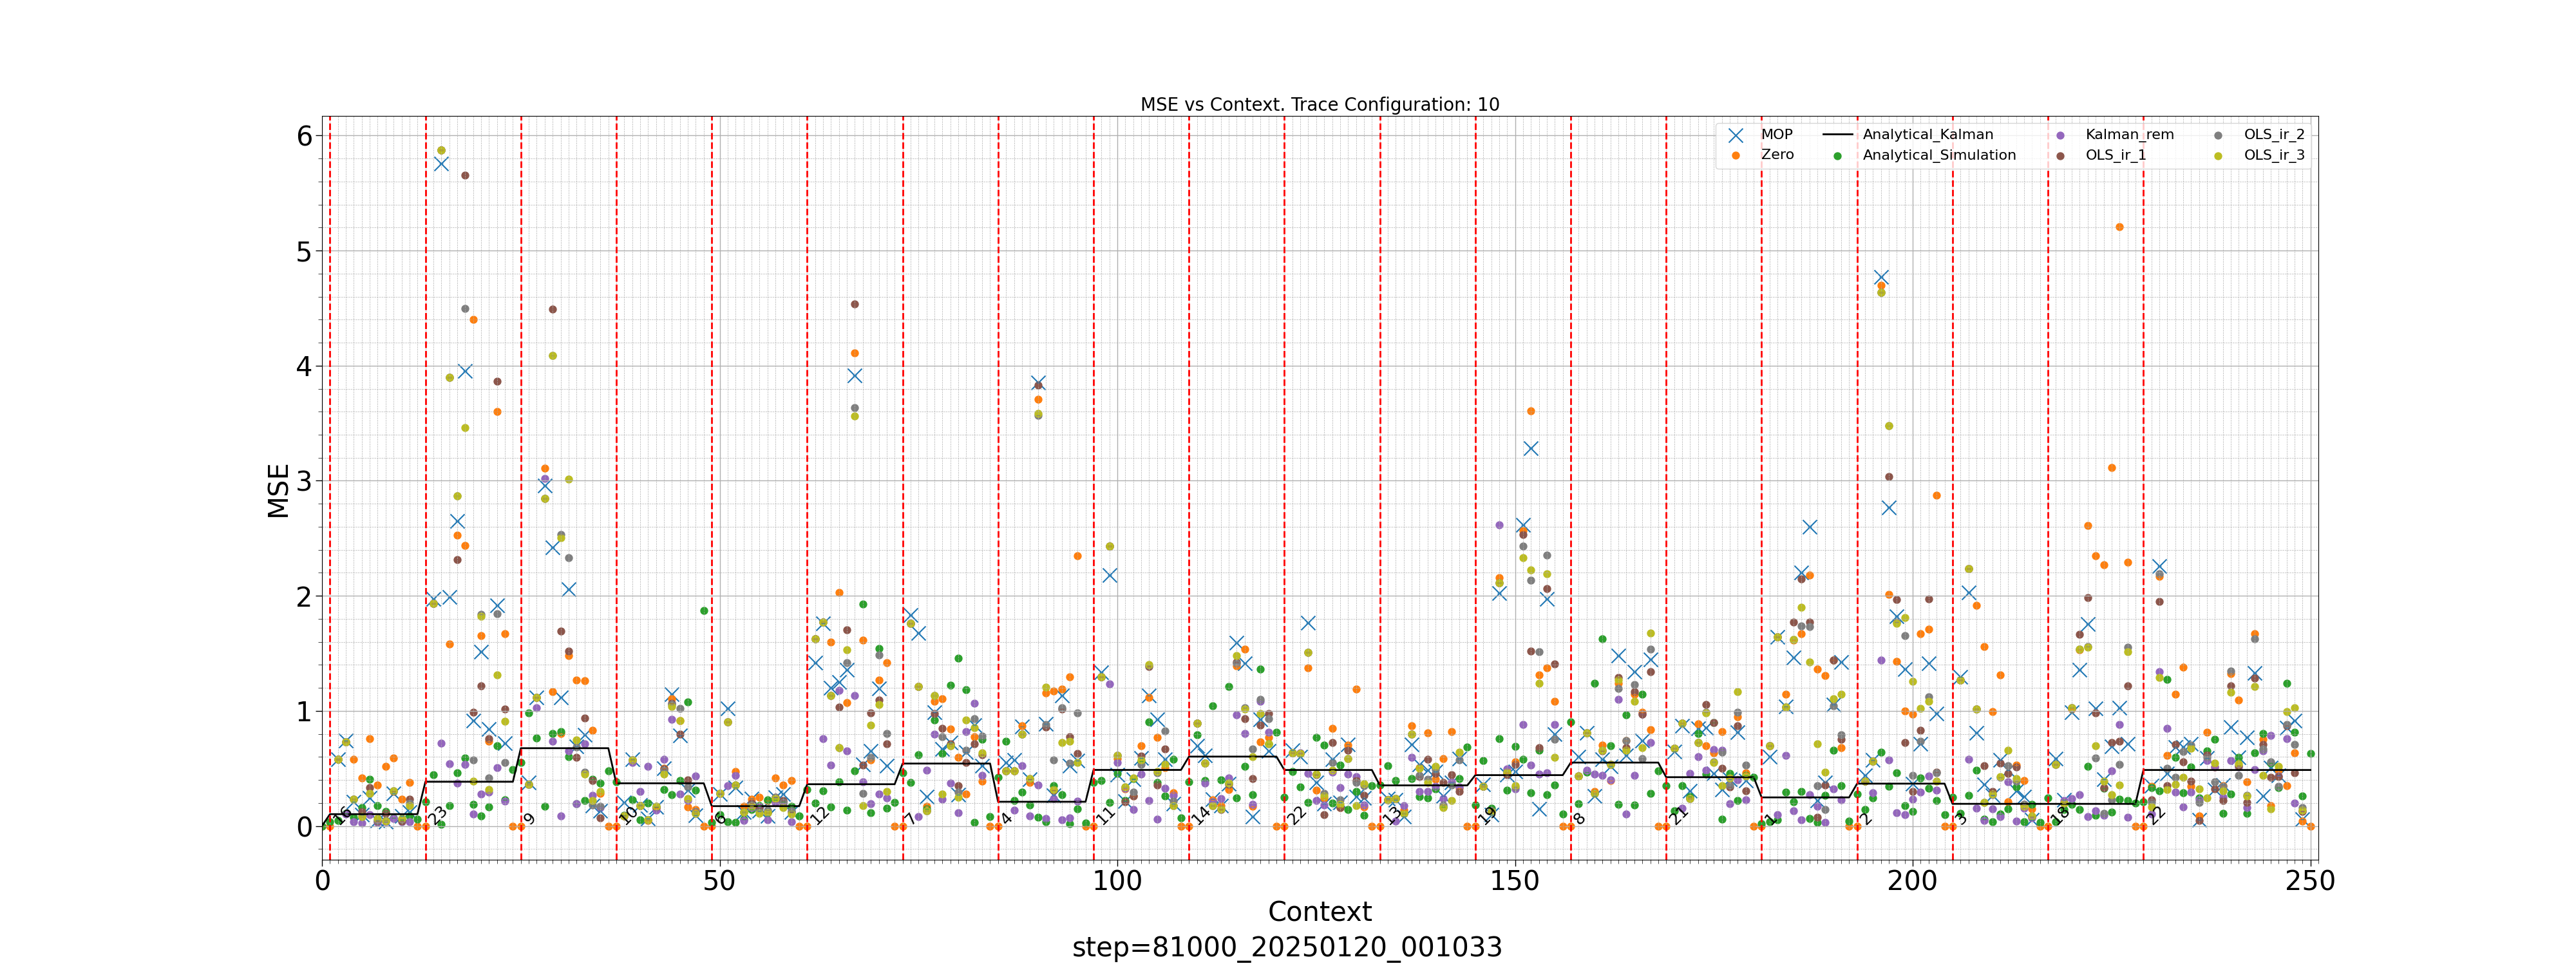 MSE vs Context. Trace Configuration: 10
MOP
Zero
Analytical_Kalman
Analytical_Simulation
Kalman_rem
OLS_ir_1
OLS_ir_2
OLS_ir_3
MSE
6
5
4
3
2
1
0
16 23 9 10 6 12 7 4 11 14 22 13 19 8 21 1 2 3 18 22
0 50 100 150 200 250
Context
step=81000_20250120_001033